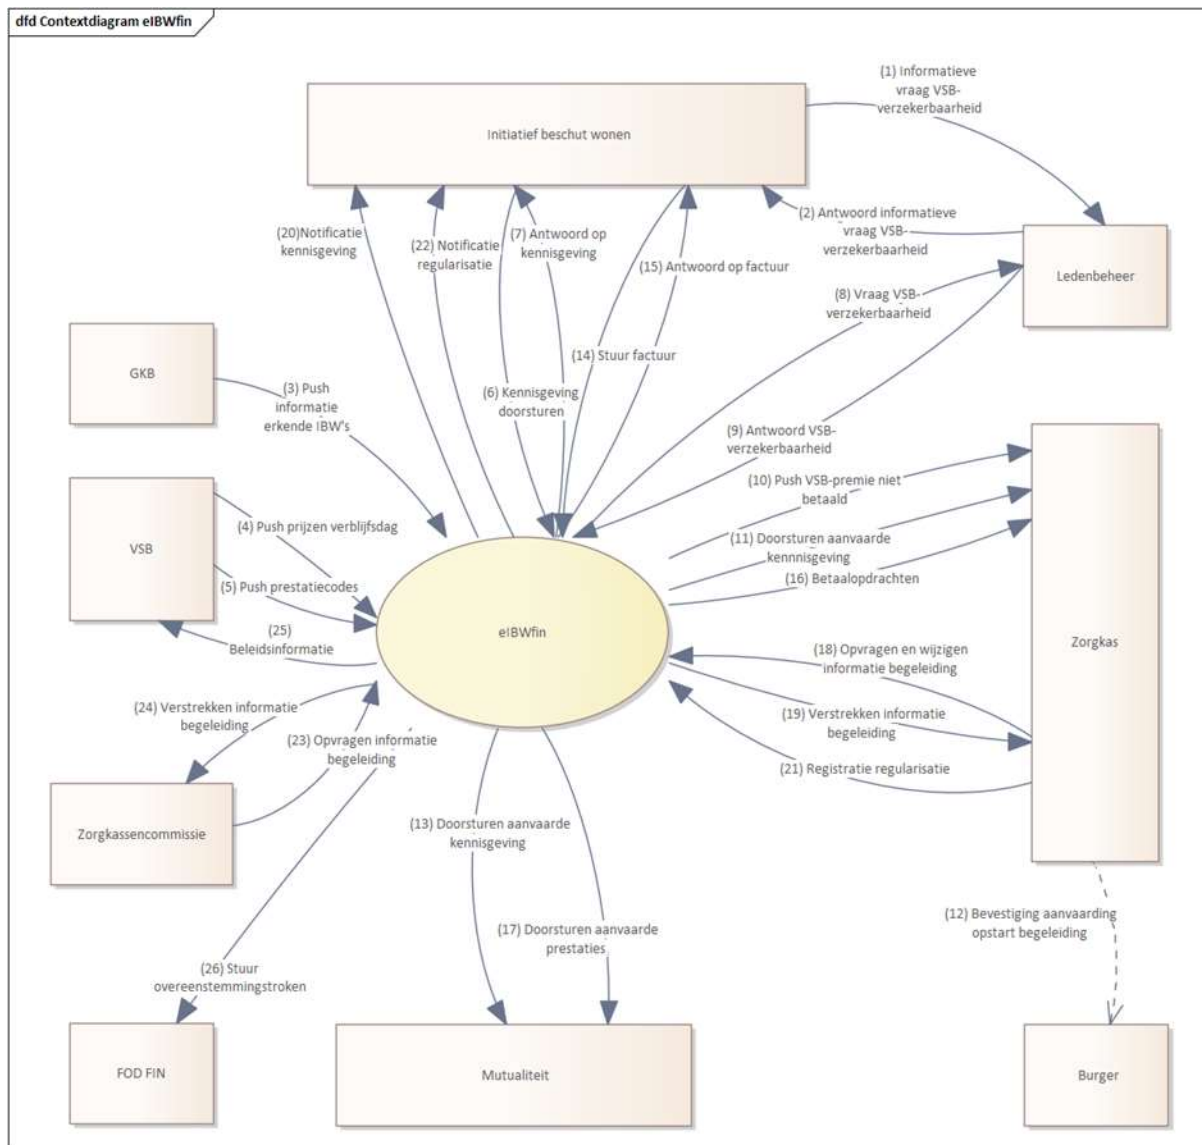 dfd Contextdiagram eIBWfin
(1) Informatieve
vraag VSB-
verzekerbaarheid
Initiatief beschut wonen
(2) Antwoord informatieve
vraag VSB-
verzekerbaarheid
(20)Notificatie
kennisgeving
(22) Notificatie
regularisatie
(7) Antwoord op
kennisgeving
(15) Antwoord op factuur
Ledenbeheer
(8) Vraag VSB-
verzekerbaarheid
GKB
(3) Push
informatie
erkende IBW's
(14) Stuur factuur
(6) Kennisgeving
doorsturen
(9) Antwoord VSB-
verzekerbaarheid
(10) Push VSB-premie niet
betaald
VSB
(4) Push prijzen verblijfsdag
(11) Doorsturen aanvaarde
kennnisgeving
(5) Push prestatiecodes
(16) Betaalopdrachten
eIBWfin
(25)
Beleidsinformatie
Zorgkas
(18) Opvragen en wijzigen
informatie begeleiding
(24) Verstrekken informatie
begeleiding
(19) Verstrekken informatie
begeleiding
(23) Opvragen informatie
begeleiding
(21) Registratie regularisatie
Zorgkassencommissie
(13) Doorsturen aanvaarde
kennisgeving
(12) Bevestiging aanvaarding
opstart begeleiding
(17) Doorsturen aanvaarde
prestaties
(26) Stuur
overeenstemmingstroken
FOD FIN
Mutualiteit
Burger